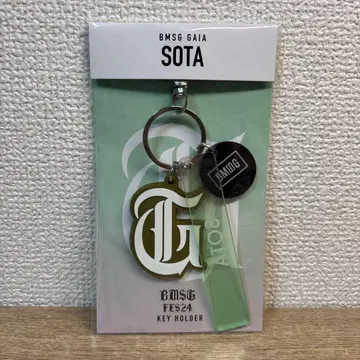 BMSG GAIA
SOTA
BMSG
SOTA
G
BMSG
FES'24
KEY HOLDER